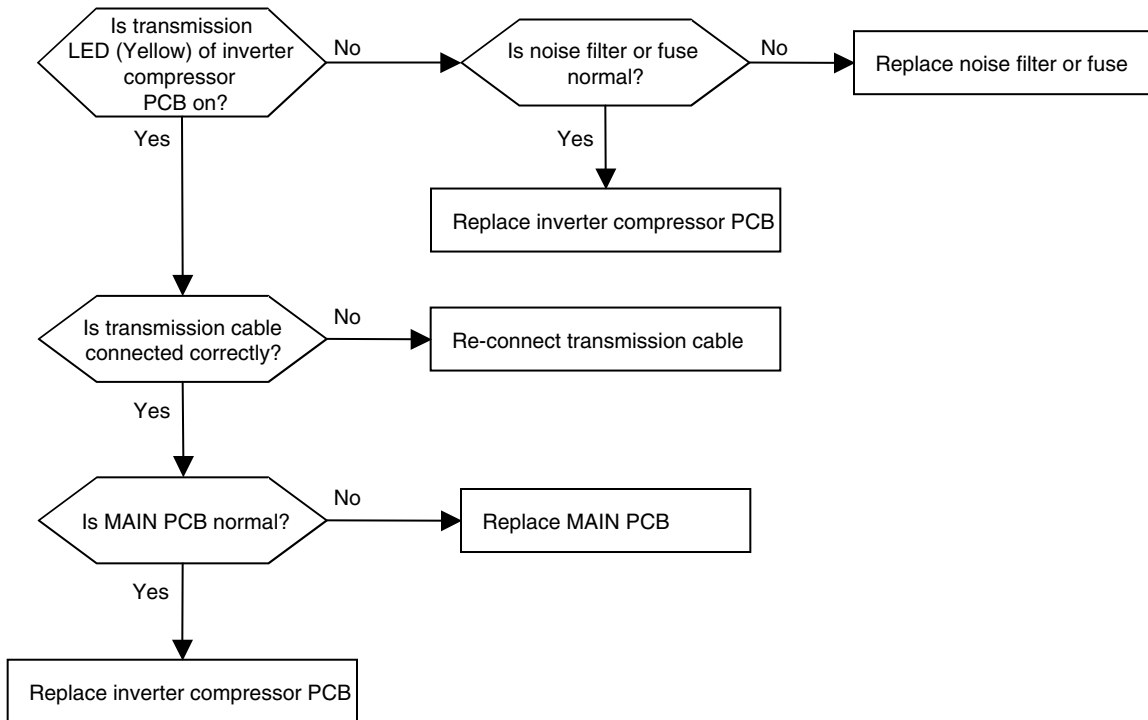 Is transmission
LED (Yellow) of inverter
compressor
PCB on?
No
Is noise filter or fuse
normal?
No
Replace noise filter or fuse
Yes
Yes
Replace inverter compressor PCB
Is transmission cable
connected correctly?
No
Re-connect transmission cable
Yes
Is MAIN PCB normal?
No
Replace MAIN PCB
Yes
Replace inverter compressor PCB